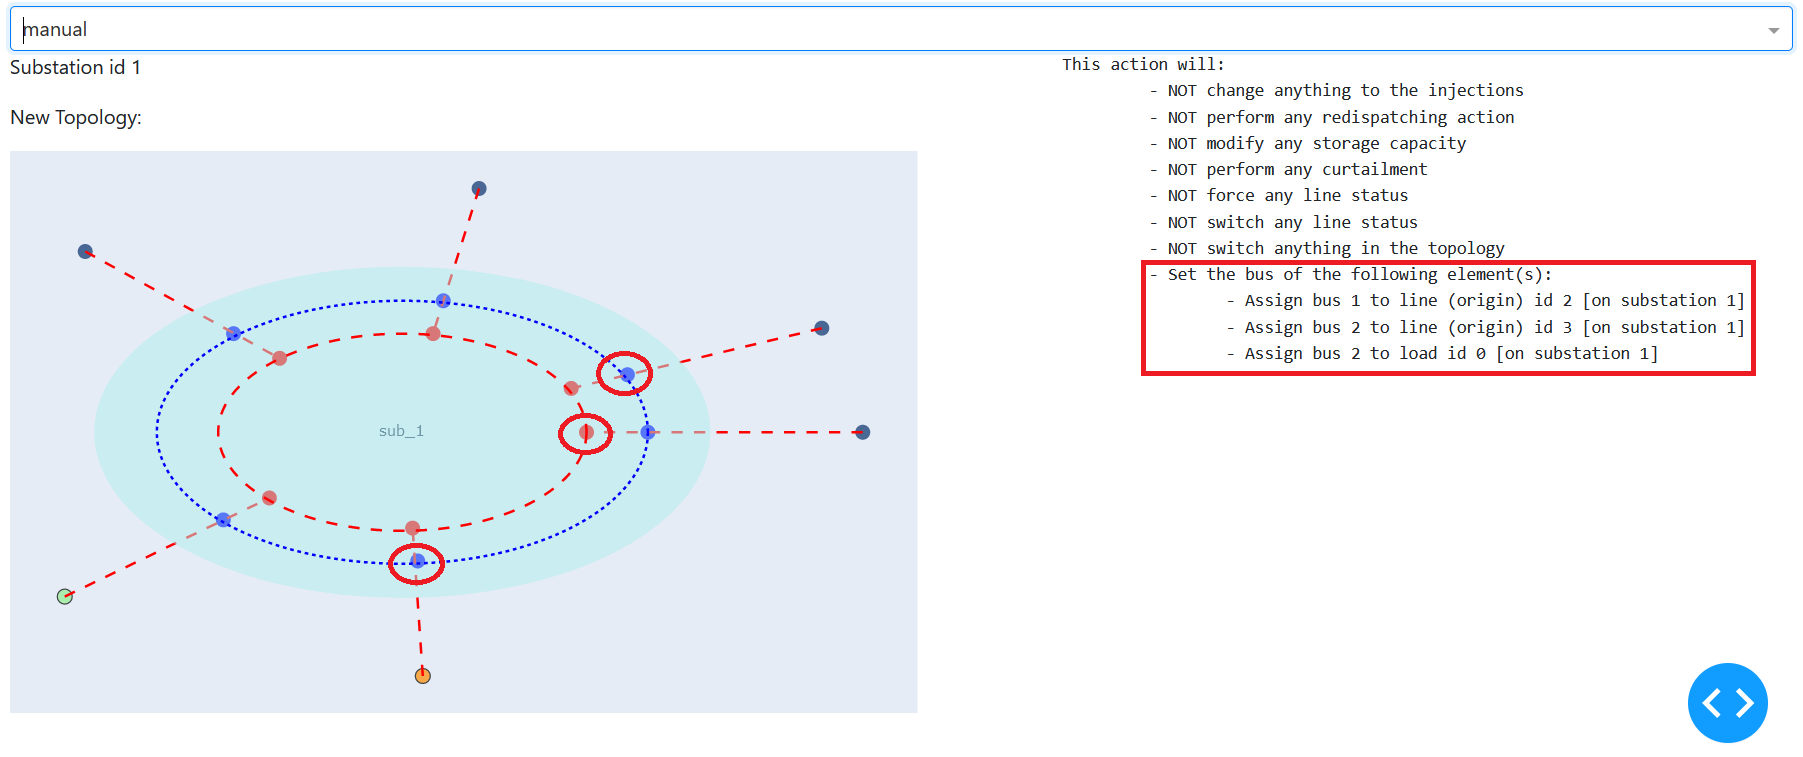 manual
Substation id 1
New Topology:
sub_1
This action will:
- NOT change anything to the injections
- NOT perform any redispatching action
- NOT modify any storage capacity
- NOT perform any curtailment
- NOT force any line status
- NOT switch any line status
- NOT switch anything in the topology
- Set the bus of the following element(s):
- Assign bus 1 to line (origin) id 2 [on substation 1]
- Assign bus 2 to line (origin) id 3 [on substation 1]
- Assign bus 2 to load id 0 [on substation 1]